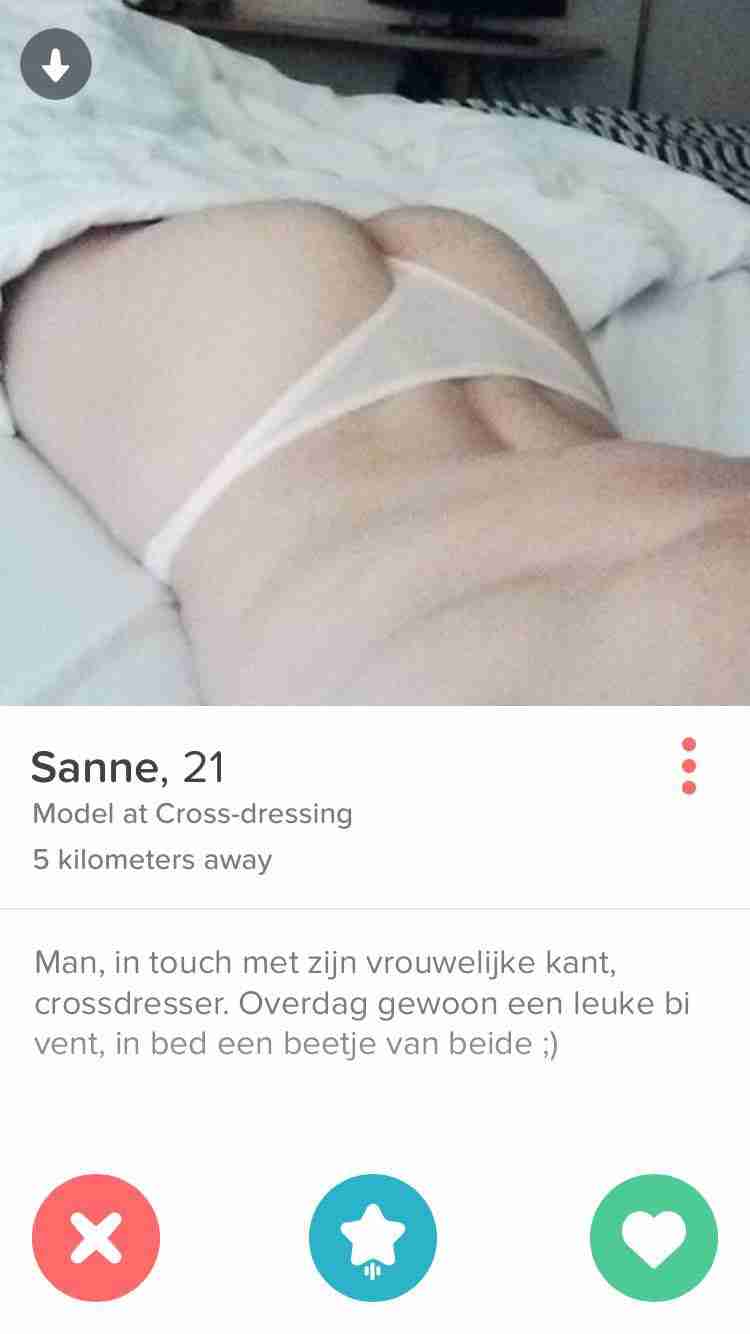 Sanne, 21
Model at Cross-dressing
5 kilometers away
Man, in touch met zijn vrouwelijke kant,
crossdresser. Overdag gewoon een leuke bi
vent, in bed een beetje van beide ;)